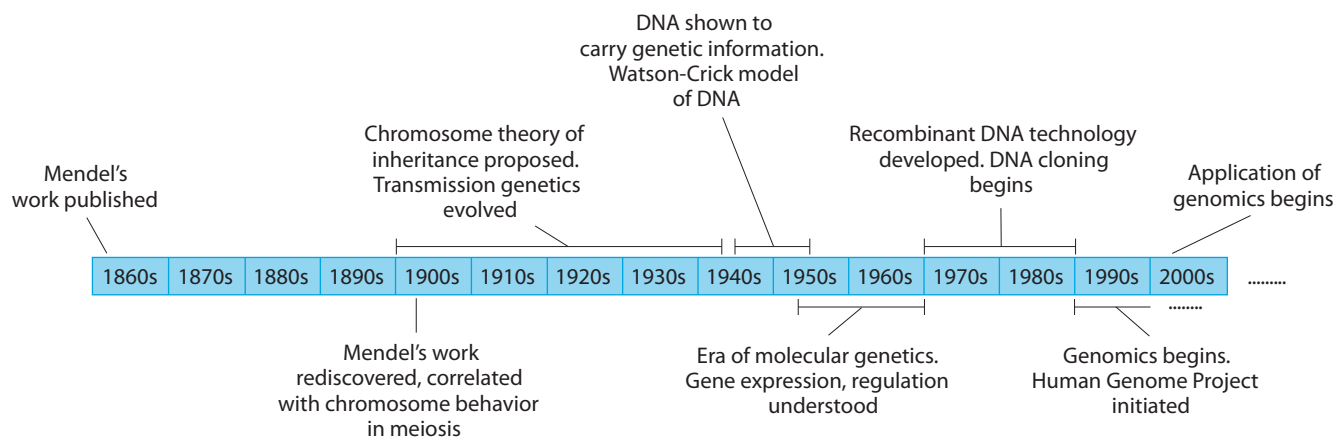 DNA shown to
carry genetic information.
Watson-Crick model
of DNA
Chromosome theory of
inheritance proposed.
Transmission genetics
evolved
Recombinant DNA technology
developed. DNA cloning
begins
Mendel’s
work published
Application of
genomics begins
1860s 1870s 1880s 1890s 1900s 1910s 1920s 1930s 1940s 1950s 1960s 1970s 1980s 1990s 2000s .........
........
Mendel’s work
rediscovered, correlated
with chromosome behavior
in meiosis
Era of molecular genetics.
Gene expression, regulation
understood
Genomics begins.
Human Genome Project
initiated